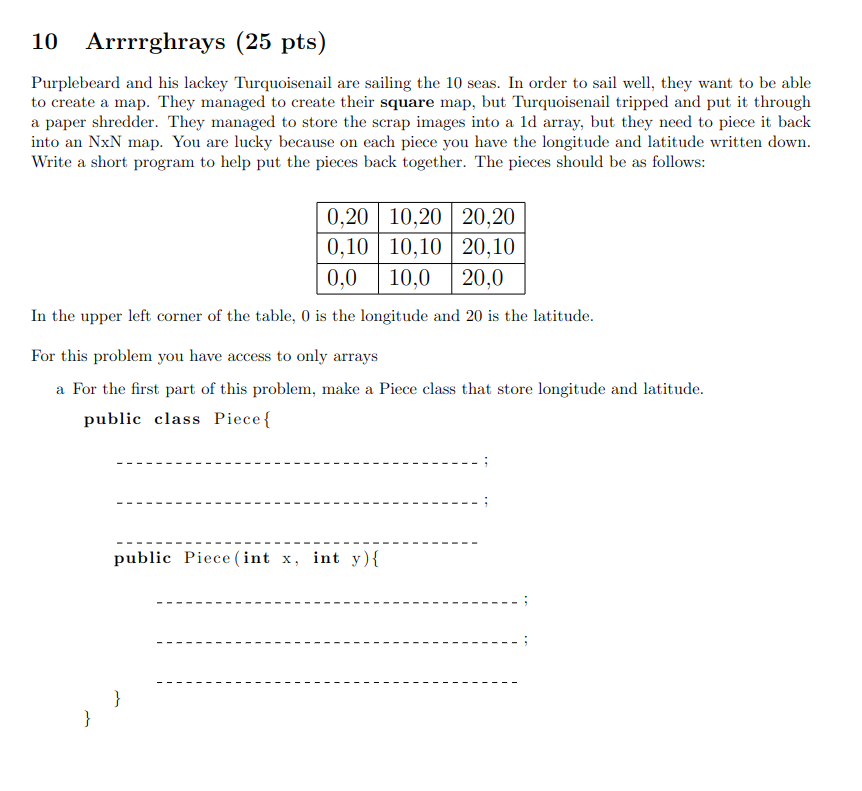 10 Arrrrghrays (25 pts)
Purplebeard and his lackey Turquoisenail are sailing the 10 seas. In order to sail well, they want to be able
to create a map. They managed to create their square map, but Turquoisenail tripped and put it through
a paper shredder. They managed to store the scrap images into a 1d array, but they need to piece it back
into an NxN map. You are lucky because on each piece you have the longitude and latitude written down.
Write a short program to help put the pieces back together. The pieces should be as follows:
0,20 10,20 20,20
0,10 10,10 20,10
0,0 10,0 20,0
In the upper left corner of the table, 0 is the longitude and 20 is the latitude.
For this problem you have access to only arrays
a For the first part of this problem, make a Piece class that store longitude and latitude.
public class Piece{
------------------------------------- ;
------------------------------------- ;
-------------------------------------
public Piece(int x, int y){
------------------------------------- ;
------------------------------------- ;
-------------------------------------
}
}